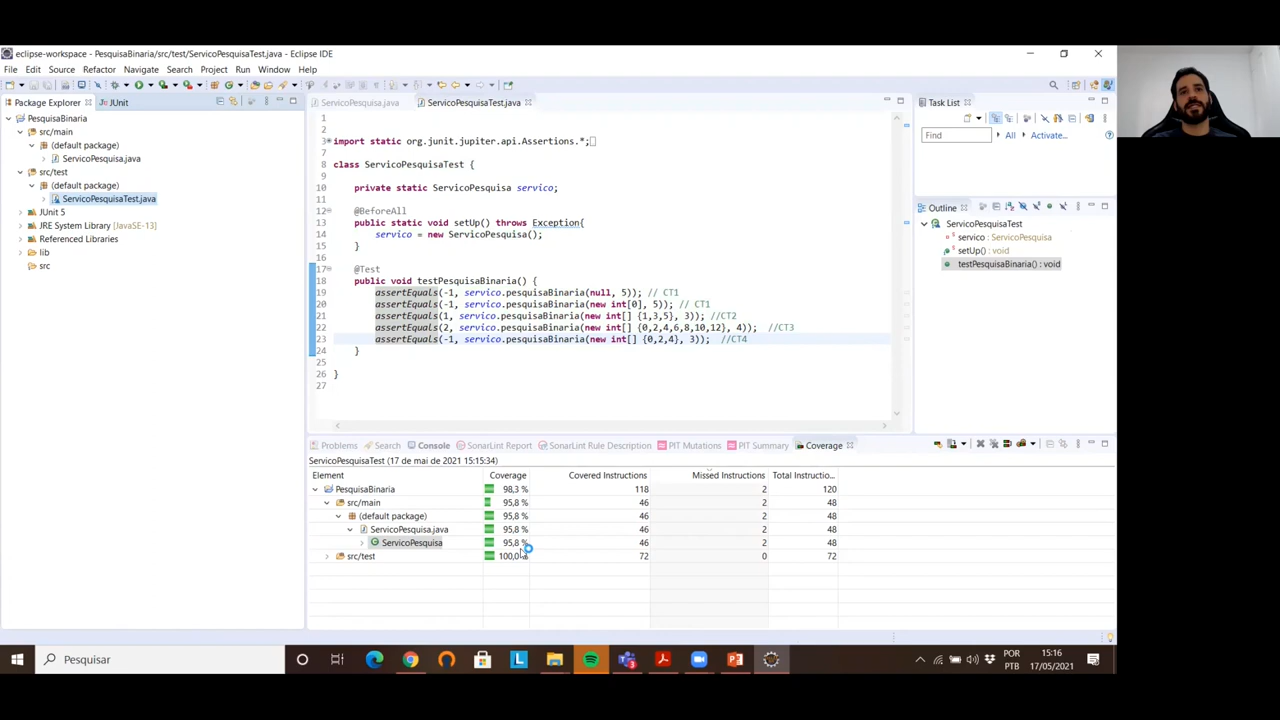 eclipse-workspace - PesquisaBinaria/src/test/ServicoPesquisaTest.java - Eclipse IDE
File Edit Source Refactor Navigate Search Project Run Window Help
Package Explorer
JUnit
PesquisaBinaria
src/main
(default package)
ServicoPesquisa.java
src/test
(default package)
ServicoPesquisaTest.java
JUnit 5
JRE System Library [JavaSE-13]
Referenced Libraries
lib
src
ServicoPesquisa.java
ServicoPesquisaTest.java
1
2
3 import static org.junit.jupiter.api.Assertions.*;
7
8 class ServicoPesquisaTest {
9
10 private static ServicoPesquisa servico;
11
12 @BeforeAll
13 public static void setUp() throws Exception{
14 servico = new ServicoPesquisa();
15 }
16
17 @Test
18 public void testPesquisaBinaria() {
19 assertEquals(-1, servico.pesquisaBinaria(null, 5)); // CT1
20 assertEquals(-1, servico.pesquisaBinaria(new int[0], 5)); // CT1
21 assertEquals(1, servico.pesquisaBinaria(new int[] {1,3,5}, 3)); //CT2
22 assertEquals(2, servico.pesquisaBinaria(new int[] {0,2,4,6,8,10,12}, 4)); //CT3
23 assertEquals(-1, servico.pesquisaBinaria(new int[] {0,2,4}, 3)); //CT4
24 }
25
26 }
27
Task List
Find All Activate...
Outline
ServicoPesquisaTest
servico : ServicoPesquisa
setUp() : void
testPesquisaBinaria() : void
Problems Search Console SonarLint Report SonarLint Rule Description PIT Mutations PIT Summary Coverage
ServicoPesquisaTest (17 de mai de 2021 15:15:34)
Element Coverage Covered Instructions Missed Instructions Total Instructio...
PesquisaBinaria 98,3 % 118 2 120
src/main 95,8 % 46 2 48
(default package) 95,8 % 46 2 48
ServicoPesquisa.java 95,8 % 46 2 48
ServicoPesquisa 95,8 % 46 2 48
src/test 100,0 % 72 0 72
Pesquisar
POR
PTB
15:16
17/05/2021